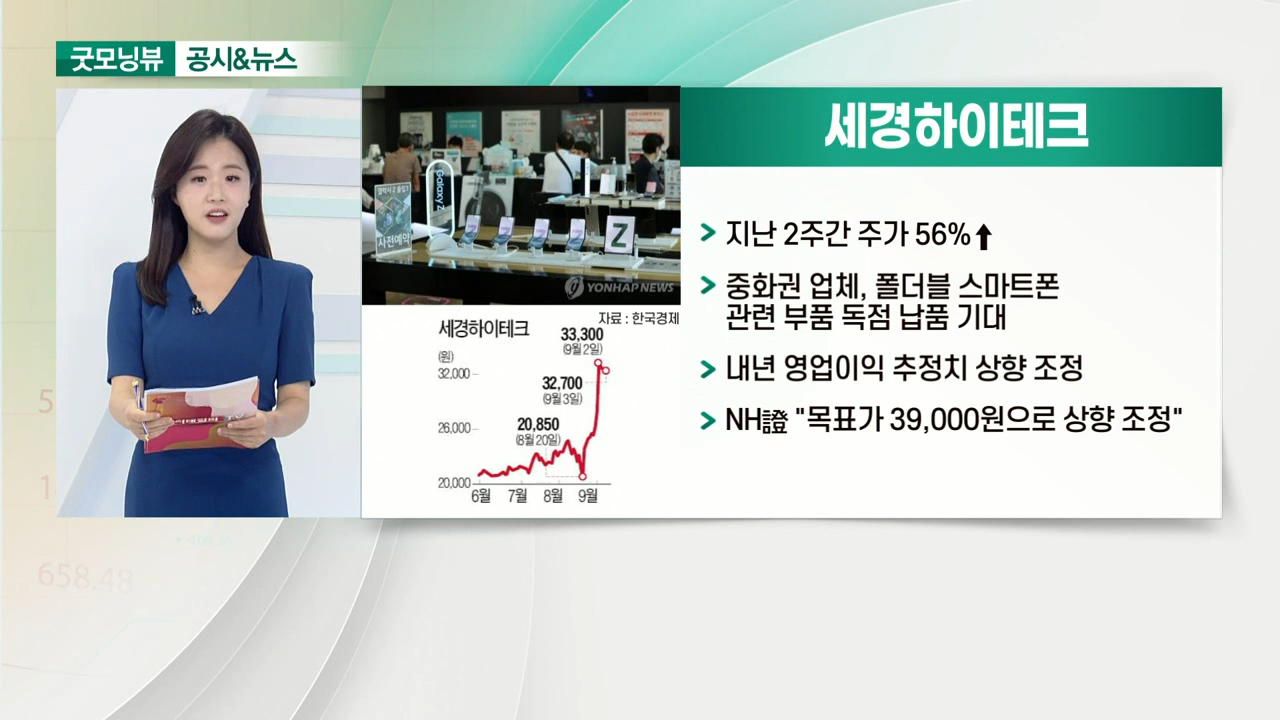 굿모닝뷰 공시&뉴스
세경하이테크
지난 2주간 주가 56%⬆
중화권 업체, 폴더블 스마트폰
관련 부품 독점 납품 기대
내년 영업이익 추정치 상향 조정
NH證 "목표가 39,000원으로 상향 조정"
Galaxy Z
사전예약
Z
YONHAP NEWS
자료 : 한국경제
세경하이테크
(원)
33,300
(9월 2일)
32,000
32,700
(9월 3일)
26,000
20,850
(8월 20일)
20,000
6월 7월 8월 9월
658.48